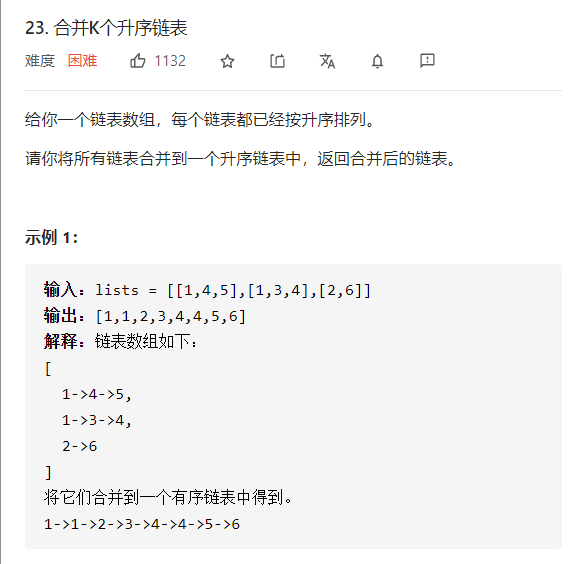 23. 合并K个升序链表
难度 困难 1132
给你一个链表数组，每个链表都已经按升序排列。
请你将所有链表合并到一个升序链表中，返回合并后的链表。
示例 1：
输入：lists = [[1,4,5],[1,3,4],[2,6]]
输出：[1,1,2,3,4,4,5,6]
解释：链表数组如下：
[
1->4->5,
1->3->4,
2->6
]
将它们合并到一个有序链表中得到。
1->1->2->3->4->4->5->6